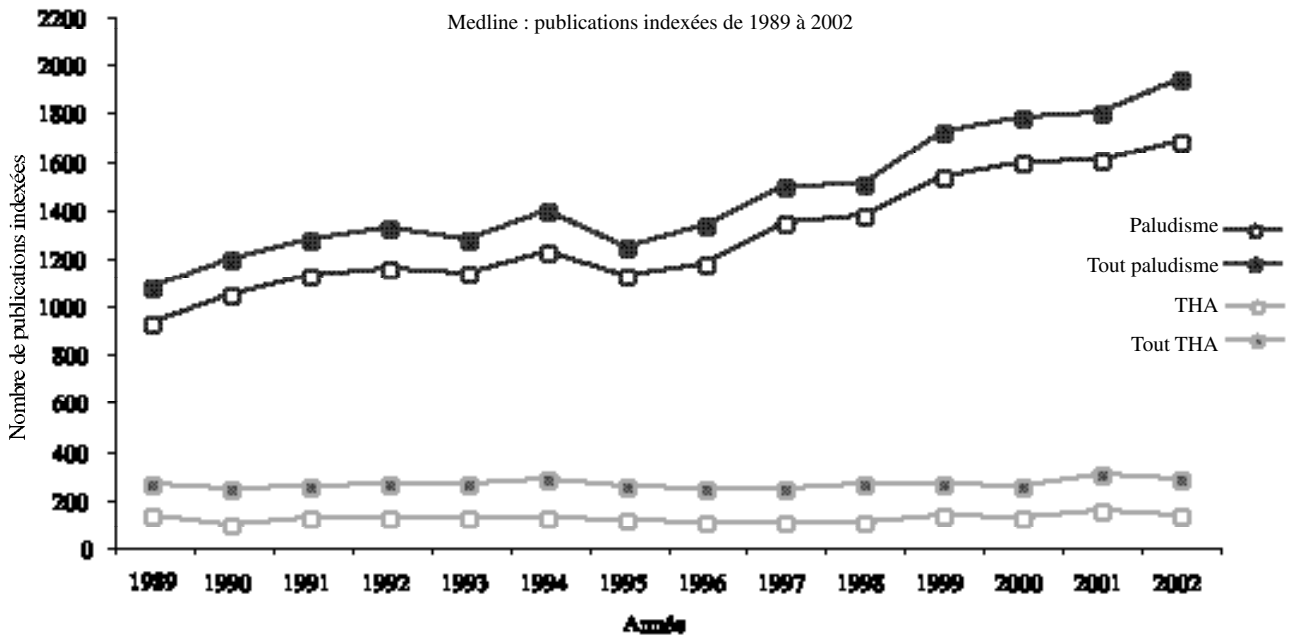 Medline : publications indexées de 1989 à 2002
Nombre de publications indexées
2200
2000
1800
1600
1400
1200
1000
800
600
400
200
0
1989 1990 1991 1992 1993 1994 1995 1996 1997 1998 1999 2000 2001 2002
Année
Paludisme
Tout paludisme
THA
Tout THA